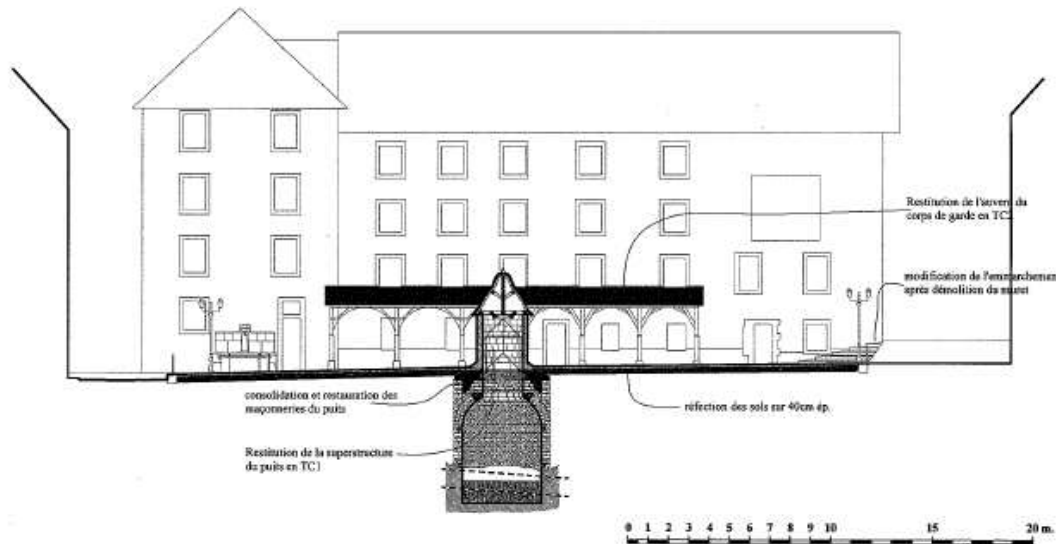 Restitution de l'auvent du
corps de garde en TC2
modification de l'emmarchement
après démolition du muret
consolidation et restauration des
maçonneries du puits
réfection des sols sur 40cm ép.
Restitution de la superstructure
du puits en TC1
0 1 2 3 4 5 6 7 8 9 10 15 20 m.